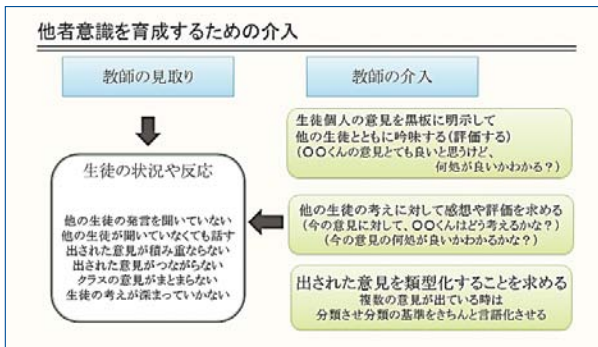 他者意識を育成するための介入
教師の見取り
教師の介入
生徒の状況や反応
他の生徒の発言を聞いていない
他の生徒が聞いていなくても話す
出された意見が積み重ならない
出された意見がつながらない
クラスの意見がまとまらない
生徒の考えが深まっていかない
生徒個人の意見を黒板に明示して
他の生徒とともに吟味する(評価する)
(〇〇くんの意見とても良いと思うけど、
何処が良いかわかる?)
他の生徒の考えに対して感想や評価を求める
(今の意見に対して、〇〇くんはどう考えるかな?)
(今の意見の何処が良いかわかるかな?)
出された意見を類型化することを求める
複数の意見が出ている時は
分類させ分類の基準をきちんと言語化させる